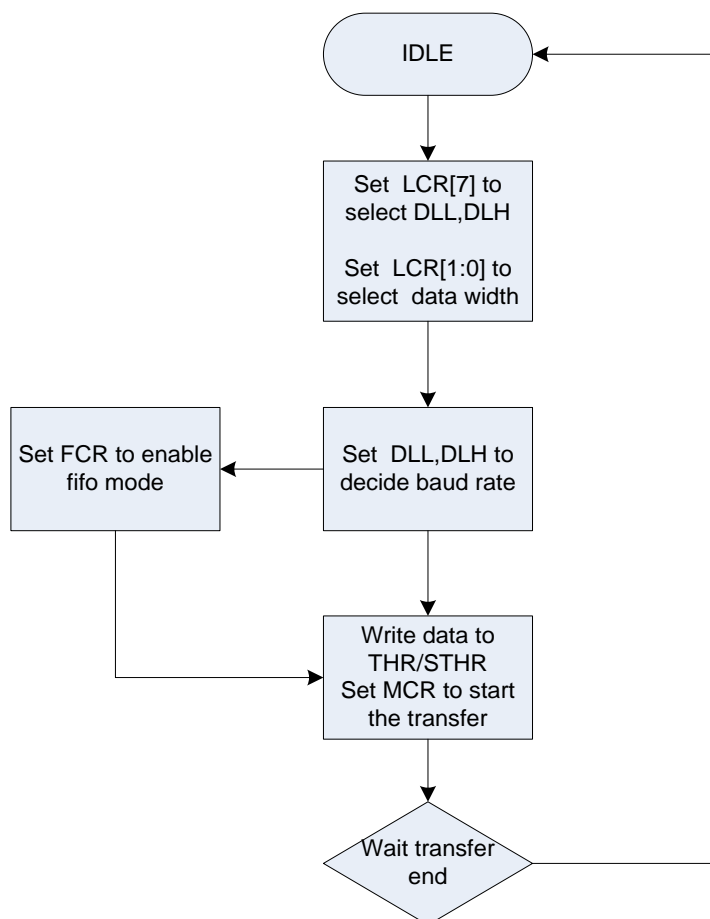 IDLE
Set LCR[7] to
select DLL,DLH
Set LCR[1:0] to
select data width
Set FCR to enable
fifo mode
Set DLL,DLH to
decide baud rate
Write data to
THR/STHR
Set MCR to start
the transfer
Wait transfer
end